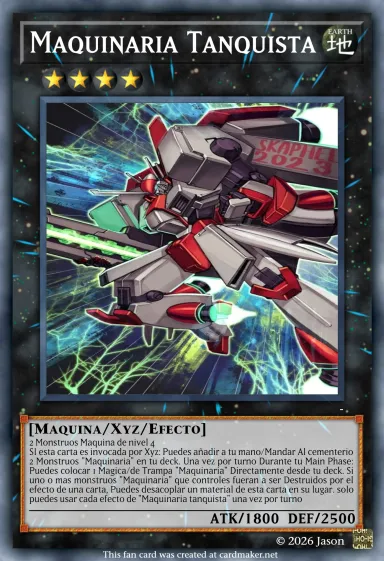 MAQUINARIA TANQUISTA
EARTH
地
SKAPHEE
2023
[MAQUINA/XYZ/EFECTO]
2 Monstruos Maquina de nivel 4
SI esta carta es invocada por Xyz: Puedes añadir a tu mano/Mandar Al cementerio
2 Monstruos "Maquinaria" en tu deck. Una vez por turno Durante tu Main Phase:
Puedes colocar 1 Magica/de Trampa "Maquinaria" Directamente desde tu deck. Si
uno o mas monstruos "Maquinaria" que controles fueran a ser Destruidos por el
efecto de una carta, Puedes desacoplar un material de esta carta en su lugar. solo
puedes usar cada efecto de "Maquinaria tanquista" una vez por turno
ATK/1800 DEF/2500
© 2026 Jason
This fan card was created at cardmaker.net